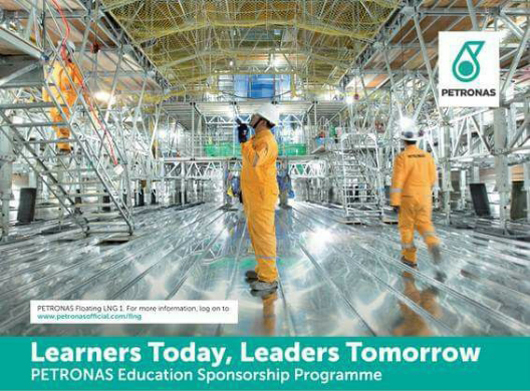 PETRONAS
PETRONAS Floating LNG 1. For more information, log on to
www.petronasofficial.com/flng
Learners Today, Leaders Tomorrow
PETRONAS Education Sponsorship Programme